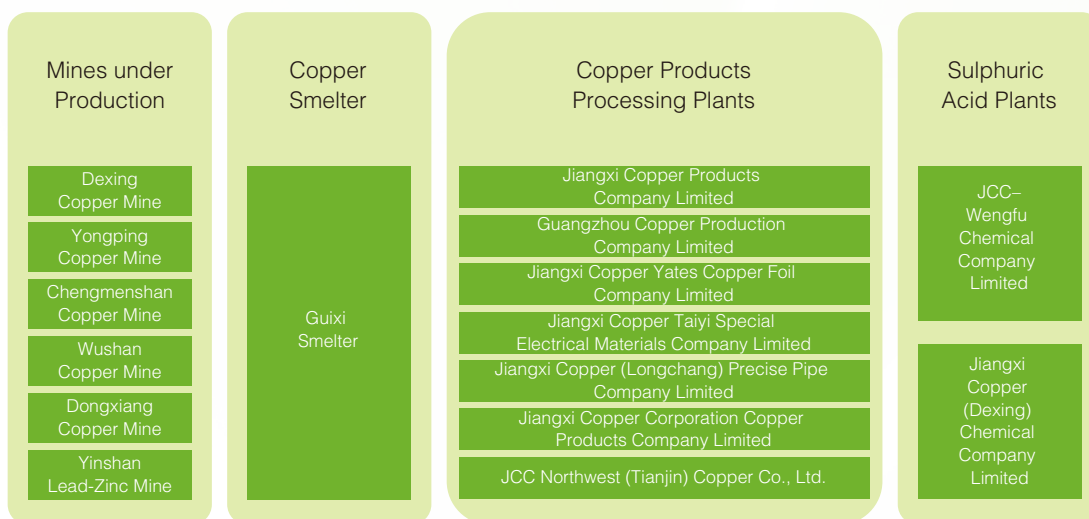 Mines under
Production
Dexing
Copper Mine
Yongping
Copper Mine
Chengmenshan
Copper Mine
Wushan
Copper Mine
Dongxiang
Copper Mine
Yinshan
Lead-Zinc Mine
Copper
Smelter
Guixi
Smelter
Copper Products
Processing Plants
Jiangxi Copper Products
Company Limited
Guangzhou Copper Production
Company Limited
Jiangxi Copper Yates Copper Foil
Company Limited
Jiangxi Copper Taiyi Special
Electrical Materials Company Limited
Jiangxi Copper (Longchang) Precise Pipe
Company Limited
Jiangxi Copper Corporation Copper
Products Company Limited
JCC Northwest (Tianjin) Copper Co., Ltd.
Sulphuric
Acid Plants
JCC–
Wengfu
Chemical
Company
Limited
Jiangxi
Copper
(Dexing)
Chemical
Company
Limited